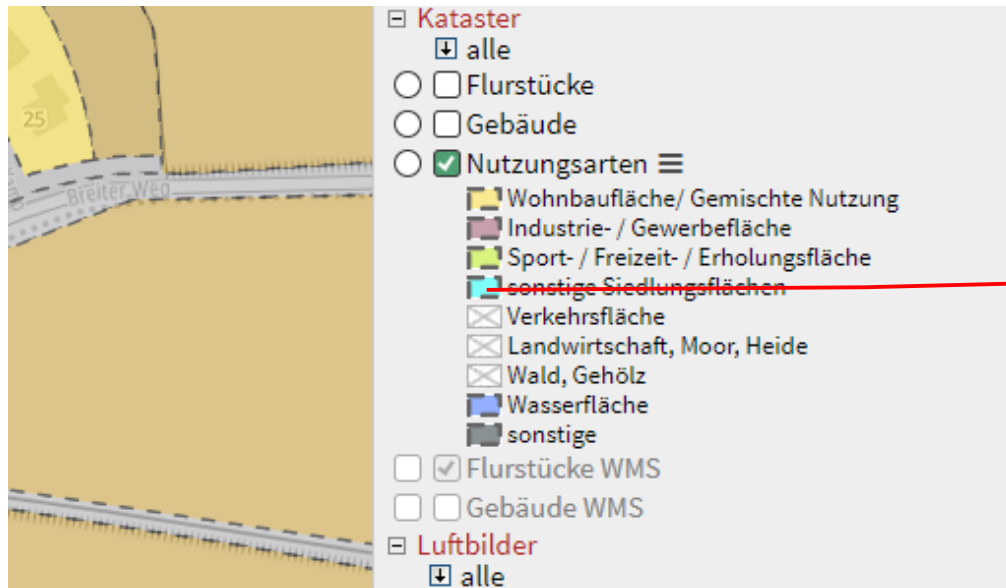 Kataster
alle
Flurstücke
Gebäude
Nutzungsarten
Wohnbaufläche/ Gemischte Nutzung
Industrie- / Gewerbefläche
Sport- / Freizeit- / Erholungsfläche
sonstige Siedlungsflächen
Verkehrsfläche
Landwirtschaft, Moor, Heide
Wald, Gehölz
Wasserfläche
sonstige
Flurstücke WMS
Gebäude WMS
Luftbilder
alle
25
Breiter Weg